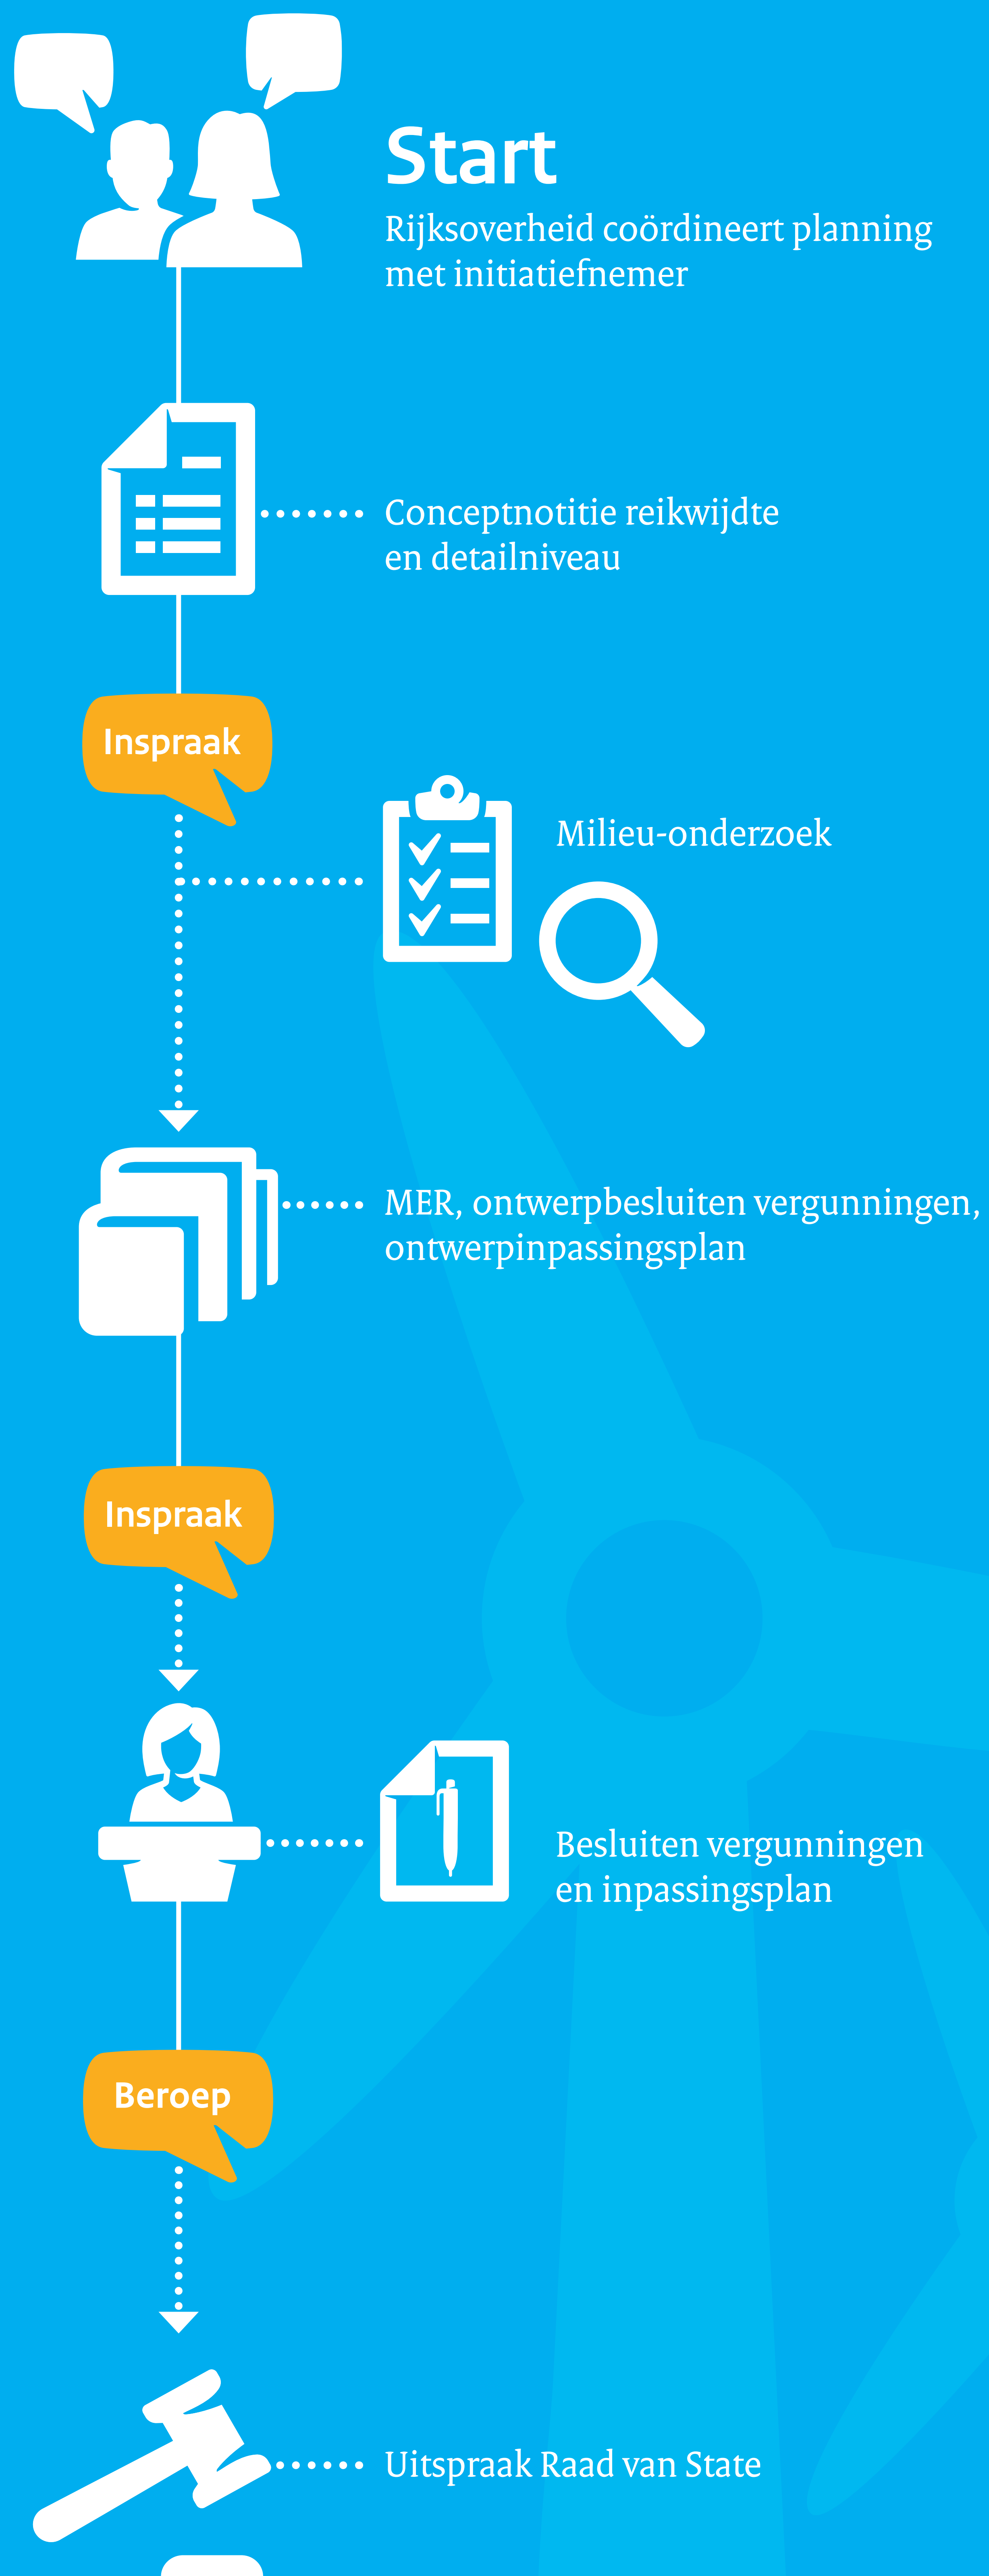 Start
Rijksoverheid coördineert planning
met initiatiefnemer
Conceptnotitie reikwijdte
en detailniveau
Inspraak
Milieu-onderzoek
MER, ontwerpbesluiten vergunningen,
ontwerpinpassingsplan
Inspraak
Besluiten vergunningen
en inpassingsplan
Beroep
Uitspraak Raad van State